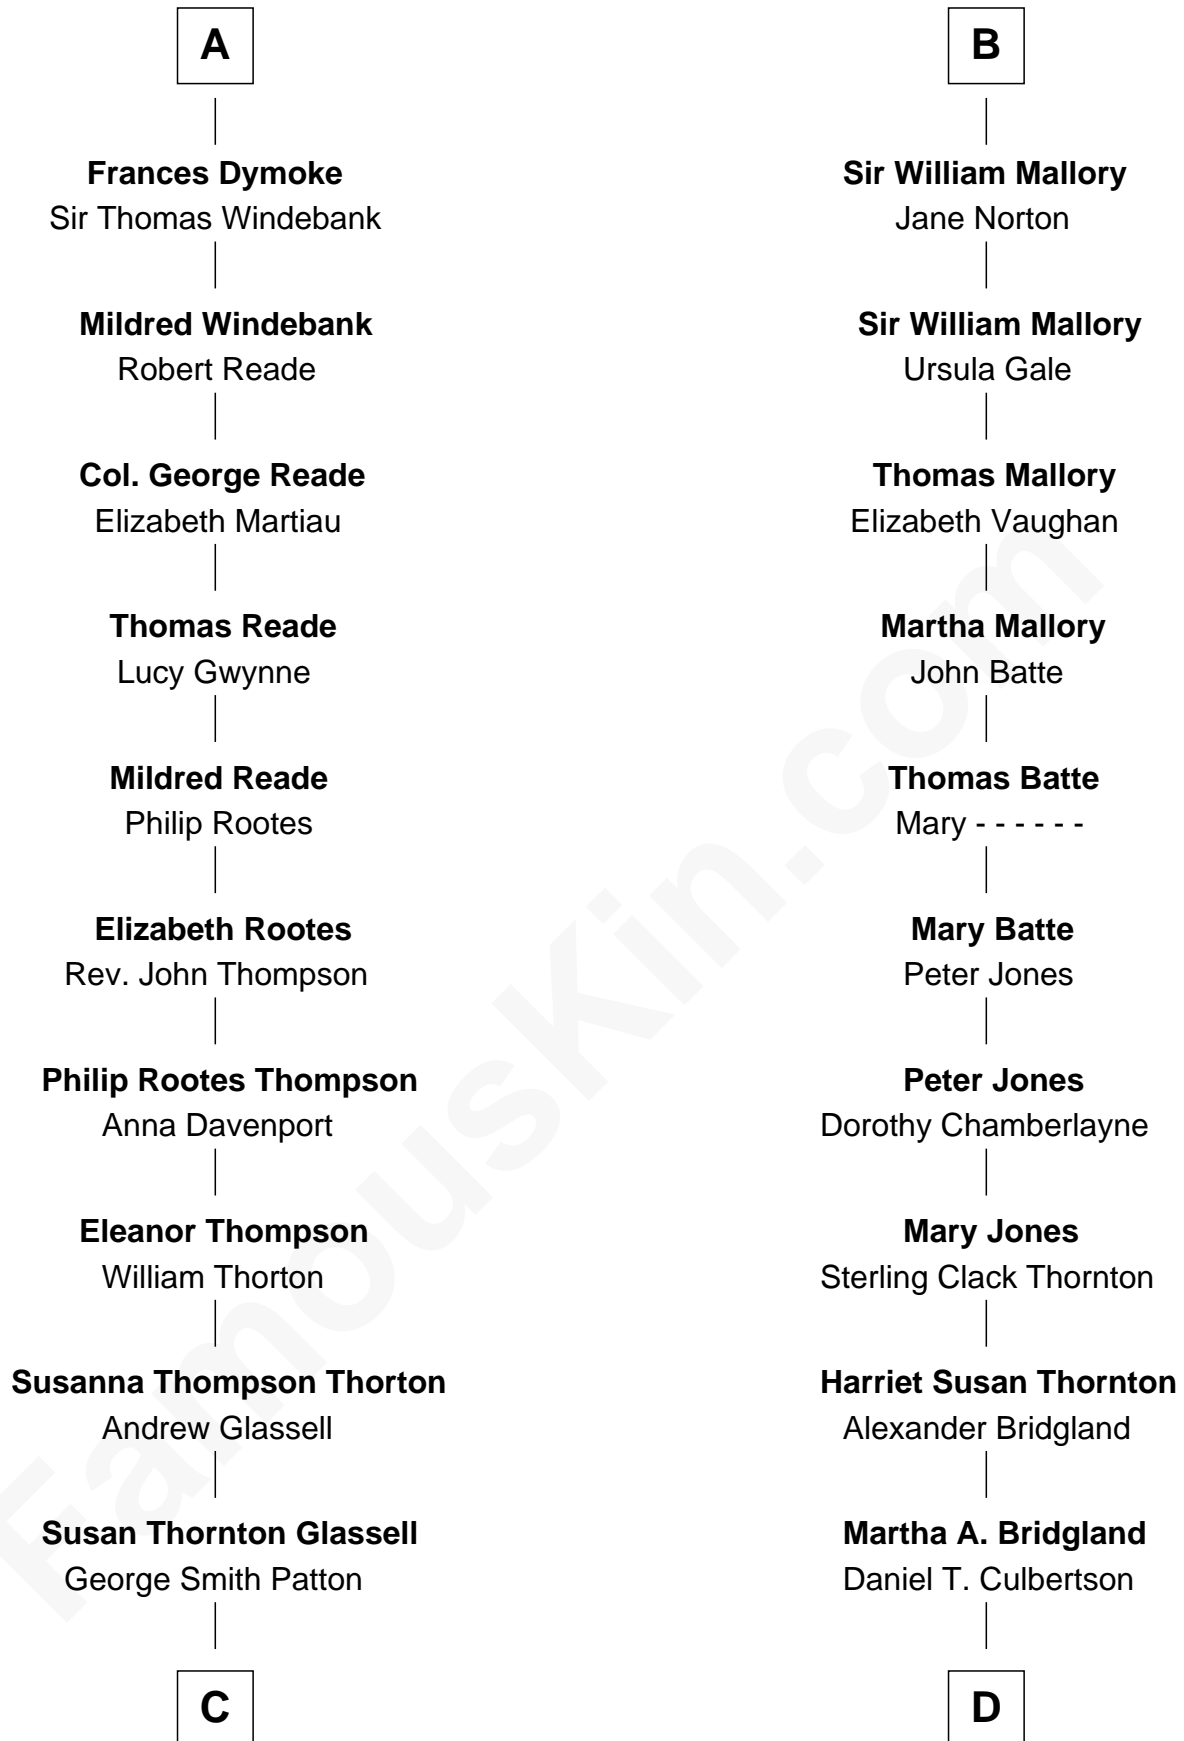 A
Frances Dymoke
Sir Thomas Windebank
Mildred Windebank
Robert Reade
Col. George Reade
Elizabeth Martiau
Thomas Reade
Lucy Gwynne
Mildred Reade
Philip Rootes
Elizabeth Rootes
Rev. John Thompson
Philip Rootes Thompson
Anna Davenport
Eleanor Thompson
William Thorton
Susanna Thompson Thorton
Andrew Glassell
Susan Thornton Glassell
George Smith Patton
C
B
Sir William Mallory
Jane Norton
Sir William Mallory
Ursula Gale
Thomas Mallory
Elizabeth Vaughan
Martha Mallory
John Batte
Thomas Batte
Mary - - - - - -
Mary Batte
Peter Jones
Peter Jones
Dorothy Chamberlayne
Mary Jones
Sterling Clack Thornton
Harriet Susan Thornton
Alexander Bridgland
Martha A. Bridgland
Daniel T. Culbertson
D
FamousKin.com